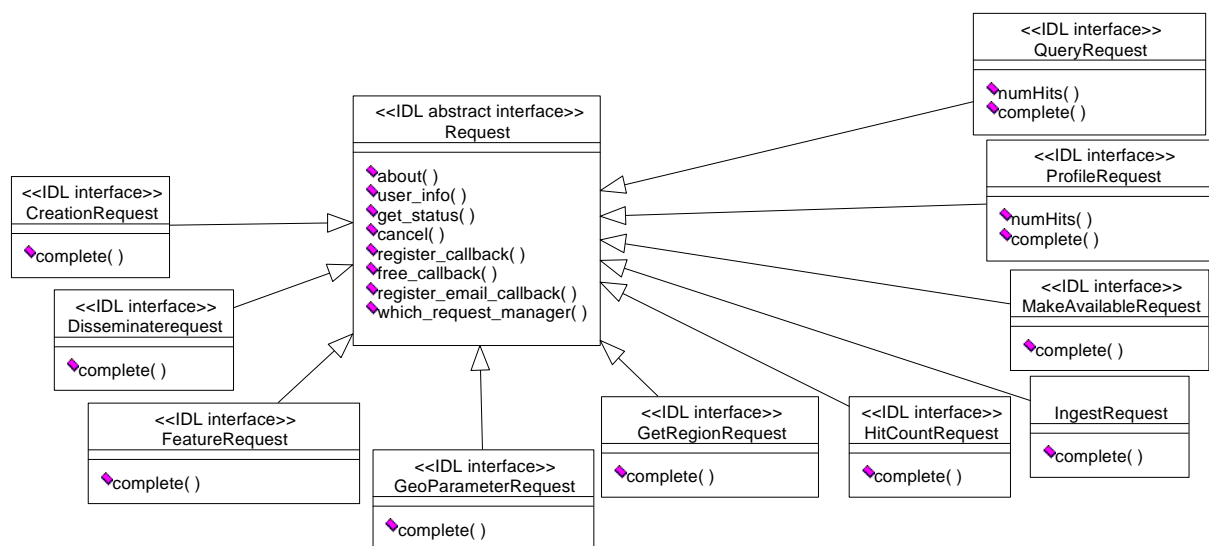 <<IDL interface>>
QueryRequest
numHits( )
complete( )
<<IDL abstract interface>>
Request
about( )
user_info( )
get_status( )
cancel( )
register_callback( )
free_callback( )
register_email_callback( )
which_request_manager( )
<<IDL interface>>
ProfileRequest
numHits( )
complete( )
<<IDL interface>>
CreationRequest
complete( )
<<IDL interface>>
MakeAvailableRequest
complete( )
<<IDL interface>>
Disseminaterequest
complete( )
IngestRequest
complete( )
<<IDL interface>>
FeatureRequest
complete( )
<<IDL interface>>
GeoParameterRequest
complete( )
<<IDL interface>>
GetRegionRequest
complete( )
<<IDL interface>>
HitCountRequest
complete( )